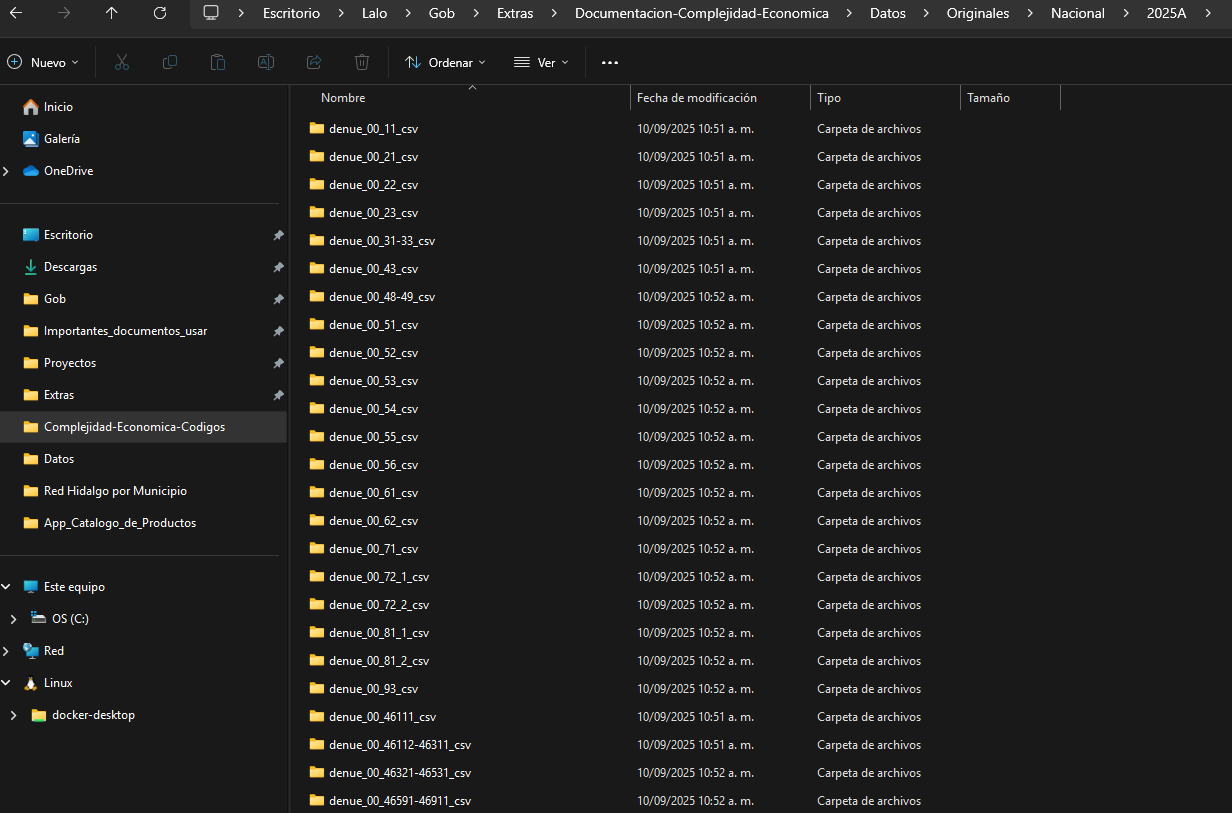 Escritorio > Lalo > Gob > Extras > Documentacion-Complejidad-Economica > Datos > Originales > Nacional > 2025A >
Nuevo Ordenar Ver ...
Inicio
Galería
OneDrive
Escritorio
Descargas
Gob
Importantes_documentos_usar
Proyectos
Extras
Complejidad-Economica-Codigos
Datos
Red Hidalgo por Municipio
App_Catalogo_de_Productos
Este equipo
OS (C:)
Red
Linux
docker-desktop
Nombre Fecha de modificación Tipo Tamaño
denue_00_11_csv 10/09/2025 10:51 a. m. Carpeta de archivos
denue_00_21_csv 10/09/2025 10:51 a. m. Carpeta de archivos
denue_00_22_csv 10/09/2025 10:51 a. m. Carpeta de archivos
denue_00_23_csv 10/09/2025 10:51 a. m. Carpeta de archivos
denue_00_31-33_csv 10/09/2025 10:51 a. m. Carpeta de archivos
denue_00_43_csv 10/09/2025 10:51 a. m. Carpeta de archivos
denue_00_48-49_csv 10/09/2025 10:52 a. m. Carpeta de archivos
denue_00_51_csv 10/09/2025 10:52 a. m. Carpeta de archivos
denue_00_52_csv 10/09/2025 10:52 a. m. Carpeta de archivos
denue_00_53_csv 10/09/2025 10:52 a. m. Carpeta de archivos
denue_00_54_csv 10/09/2025 10:52 a. m. Carpeta de archivos
denue_00_55_csv 10/09/2025 10:52 a. m. Carpeta de archivos
denue_00_56_csv 10/09/2025 10:52 a. m. Carpeta de archivos
denue_00_61_csv 10/09/2025 10:52 a. m. Carpeta de archivos
denue_00_62_csv 10/09/2025 10:52 a. m. Carpeta de archivos
denue_00_71_csv 10/09/2025 10:52 a. m. Carpeta de archivos
denue_00_72_1_csv 10/09/2025 10:52 a. m. Carpeta de archivos
denue_00_72_2_csv 10/09/2025 10:52 a. m. Carpeta de archivos
denue_00_81_1_csv 10/09/2025 10:52 a. m. Carpeta de archivos
denue_00_81_2_csv 10/09/2025 10:52 a. m. Carpeta de archivos
denue_00_93_csv 10/09/2025 10:52 a. m. Carpeta de archivos
denue_00_46111_csv 10/09/2025 10:51 a. m. Carpeta de archivos
denue_00_46112-46311_csv 10/09/2025 10:51 a. m. Carpeta de archivos
denue_00_46321-46531_csv 10/09/2025 10:52 a. m. Carpeta de archivos
denue_00_46591-46911_csv 10/09/2025 10:52 a. m. Carpeta de archivos